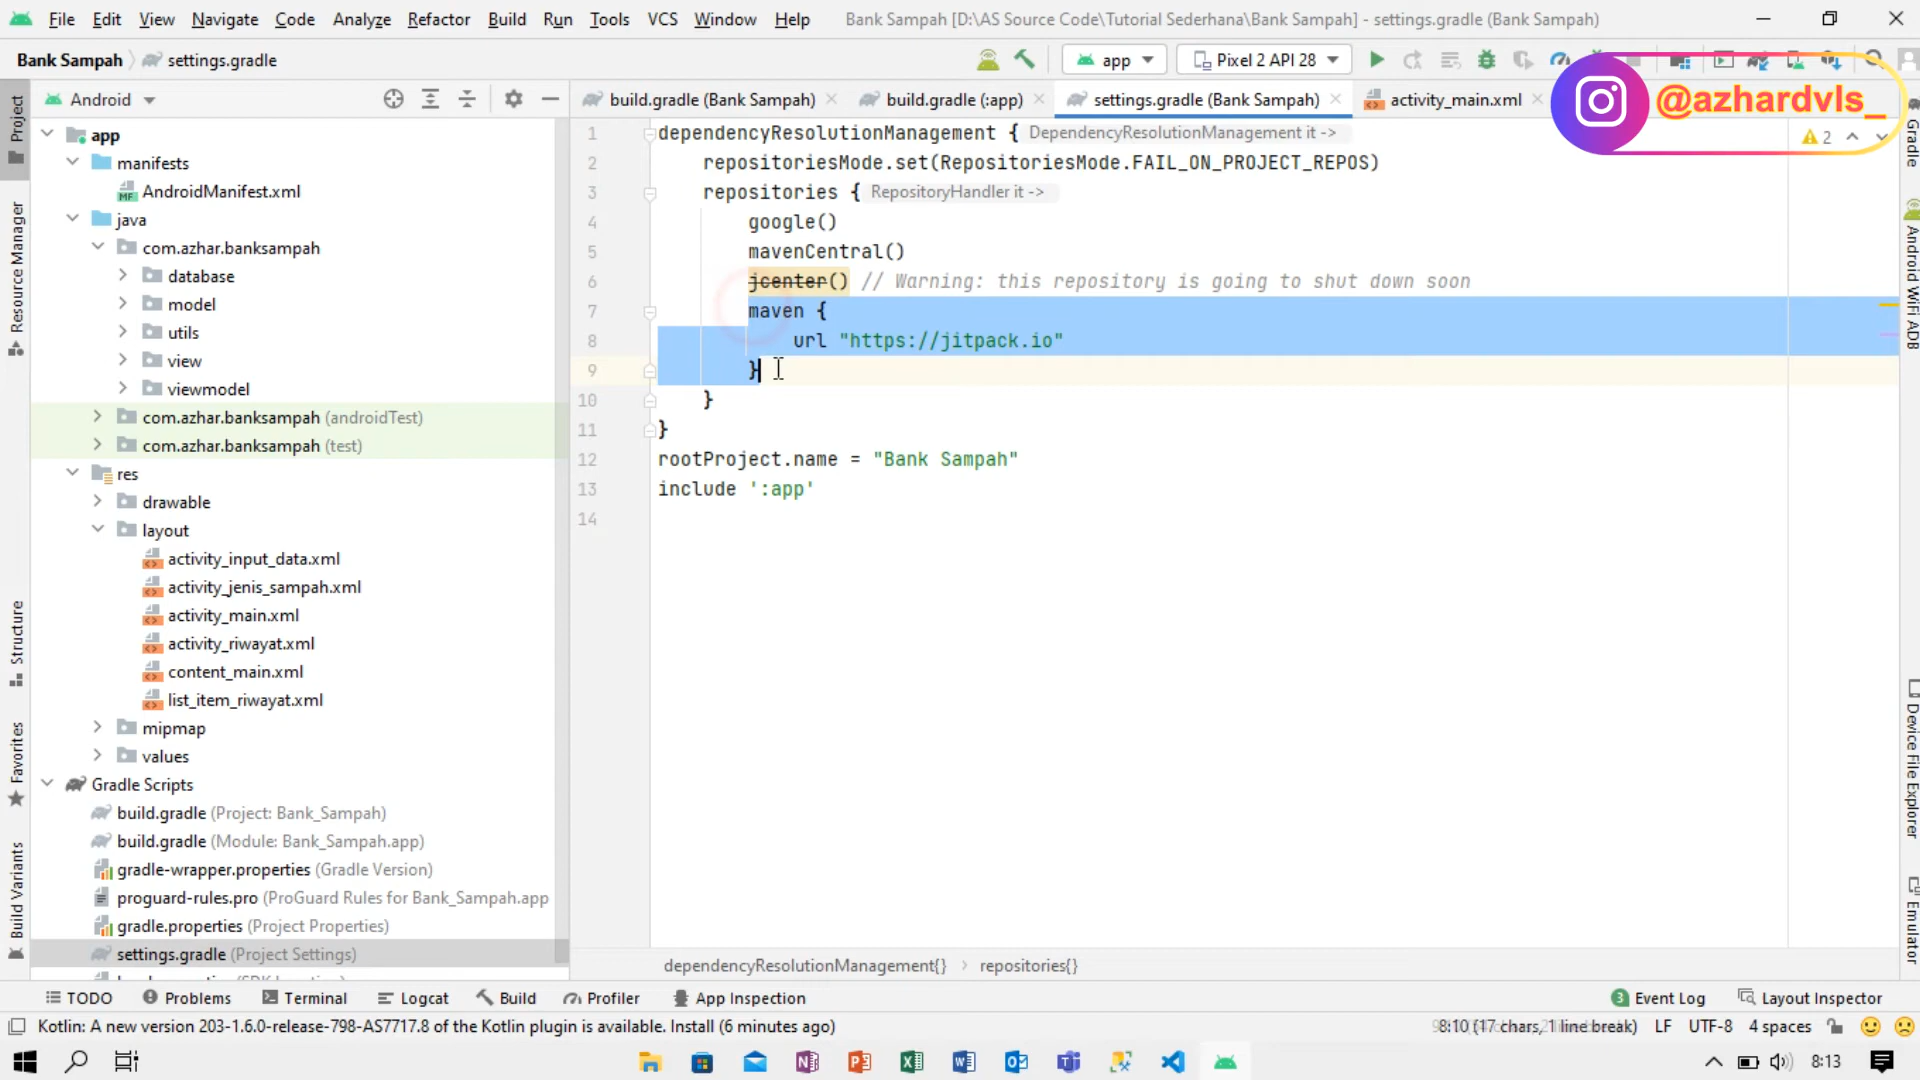 File Edit View Navigate Code Analyze Refactor Build Run Tools VCS Window Help Bank Sampah [D:\AS Source Code\Tutorial Sederhana\Bank Sampah] - settings.gradle (Bank Sampah)
Bank Sampah settings.gradle app Pixel 2 API 28
@azhardvls_
Android
build.gradle (Bank Sampah) build.gradle (:app) settings.gradle (Bank Sampah) activity_main.xml
Project
Resource Manager
Structure
Favorites
Build Variants
app
manifests
AndroidManifest.xml
java
com.azhar.banksampah
database
model
utils
view
viewmodel
com.azhar.banksampah (androidTest)
com.azhar.banksampah (test)
res
drawable
layout
activity_input_data.xml
activity_jenis_sampah.xml
activity_main.xml
activity_riwayat.xml
content_main.xml
list_item_riwayat.xml
mipmap
values
Gradle Scripts
build.gradle (Project: Bank_Sampah)
build.gradle (Module: Bank_Sampah.app)
gradle-wrapper.properties (Gradle Version)
proguard-rules.pro (ProGuard Rules for Bank_Sampah.app
gradle.properties (Project Properties)
settings.gradle (Project Settings)
1 dependencyResolutionManagement { DependencyResolutionManagement it ->
2 repositoriesMode.set(RepositoriesMode.FAIL_ON_PROJECT_REPOS)
3 repositories { RepositoryHandler it ->
4 google()
5 mavenCentral()
6 jcenter() // Warning: this repository is going to shut down soon
7 maven {
8 url "https://jitpack.io"
9 }
10 }
11 }
12 rootProject.name = "Bank Sampah"
13 include ':app'
14
2
Gradle
Android WiFi ADB
Device File Explorer
Emulator
dependencyResolutionManagement{} repositories{}
TODO Problems Terminal Logcat Build Profiler App Inspection 3 Event Log Layout Inspector
Kotlin: A new version 203-1.6.0-release-798-AS7717.8 of the Kotlin plugin is available. Install (6 minutes ago) 8:10 (17 chars, 1 line break) LF UTF-8 4 spaces
8:13